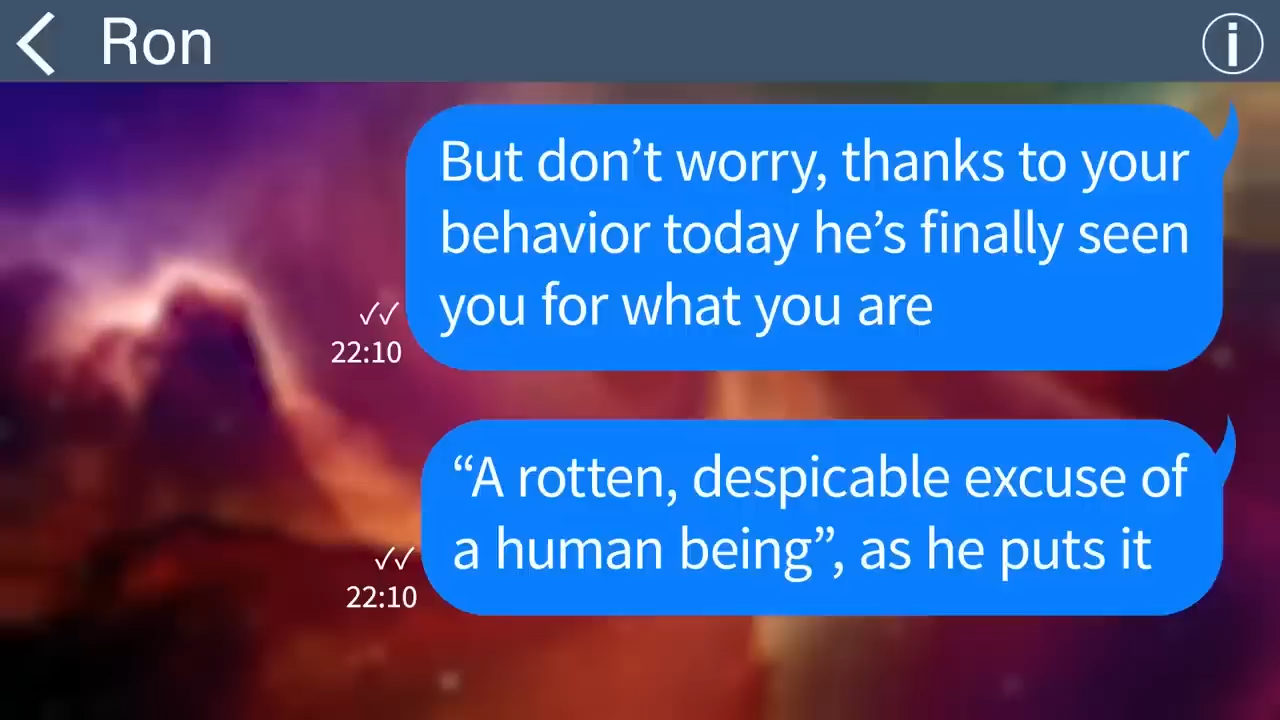 Ron
But don’t worry, thanks to your
behavior today he’s finally seen
you for what you are
22:10
“A rotten, despicable excuse of
a human being”, as he puts it
22:10